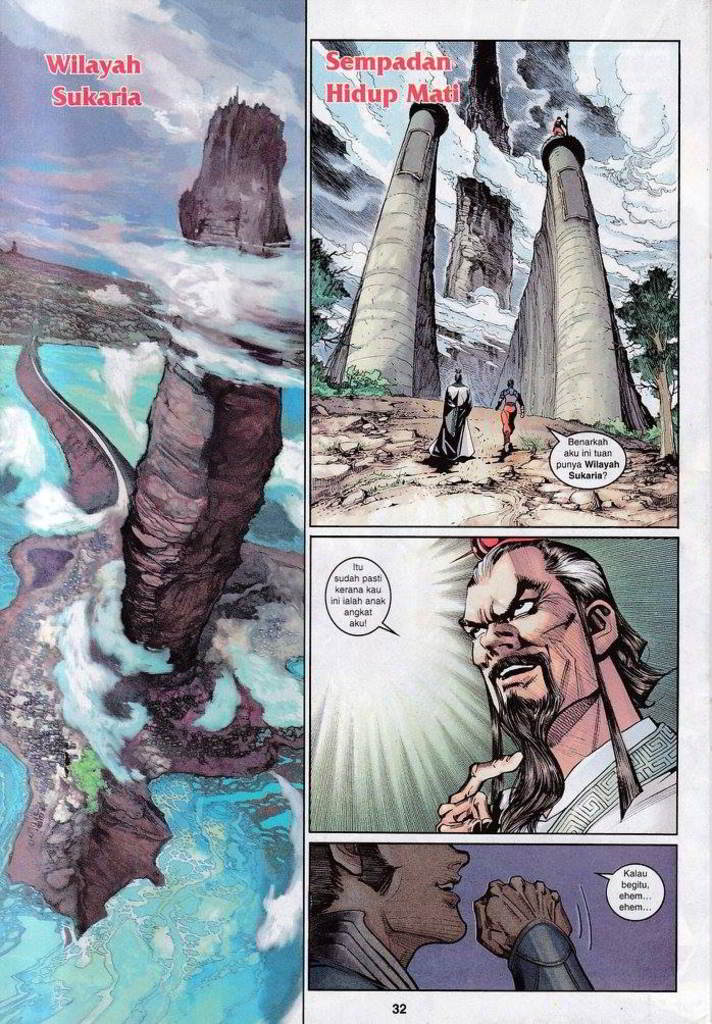 Wilayah
Sukaria
Sempadan
Hidup Mati
Benarkah
aku ini tuan
punya Wilayah
Sukaria?
Itu
sudah pasti
kerana kau
ini ialah anak
angkat
aku!
Kalau
begitu,
ehem...
ehem...
32